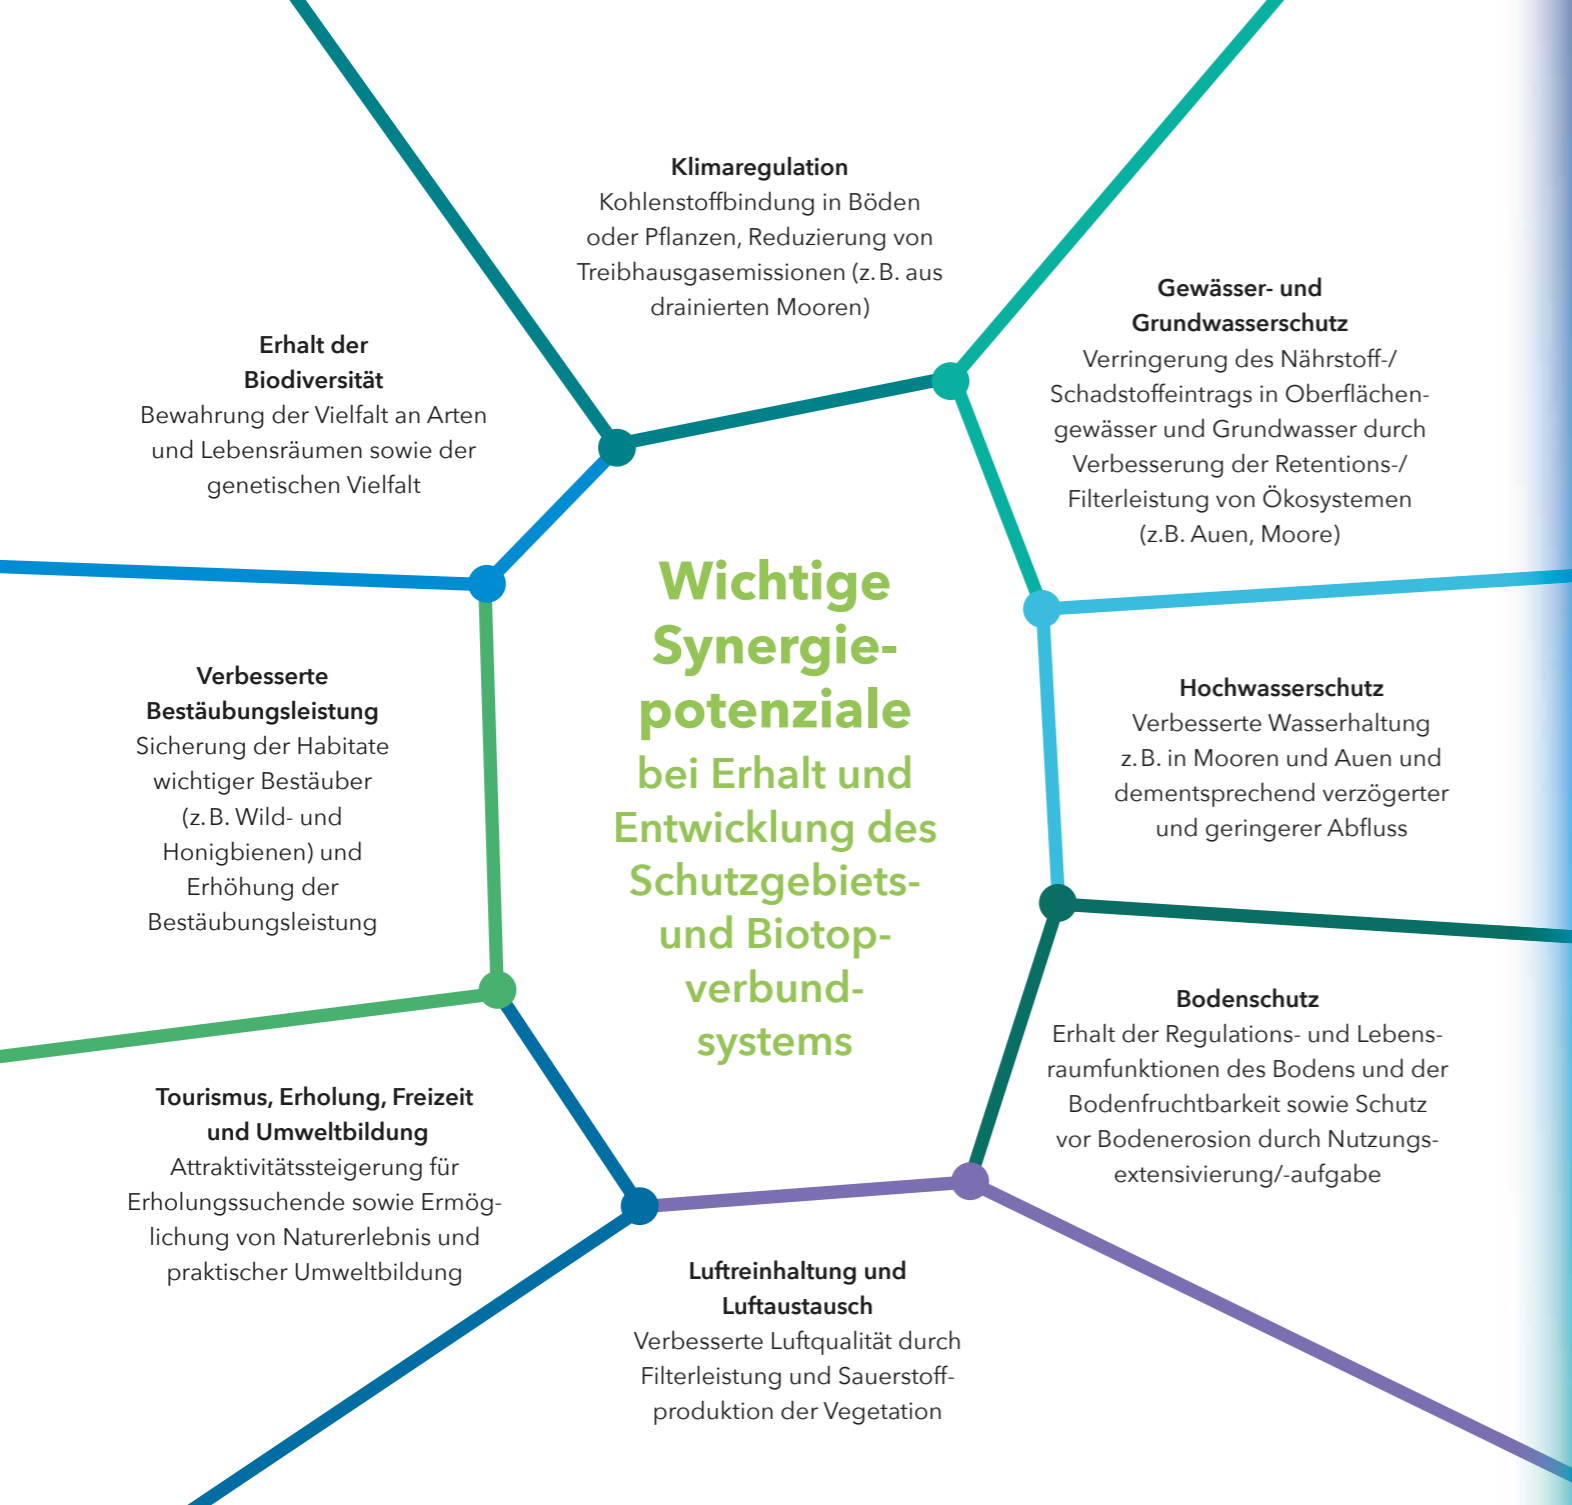 Klimaregulation
Kohlenstoffbindung in Böden
oder Pflanzen, Reduzierung von
Treibhausgasemissionen (z. B. aus
drainierten Mooren)
Gewässer- und
Grundwasserschutz
Verringerung des Nährstoff-/
Schadstoffeintrags in Oberflächen-
gewässer und Grundwasser durch
Verbesserung der Retentions-/
Filterleistung von Ökosystemen
(z.B. Auen, Moore)
Erhalt der
Biodiversität
Bewahrung der Vielfalt an Arten
und Lebensräumen sowie der
genetischen Vielfalt
Wichtige
Synergie-
potenziale
bei Erhalt und
Entwicklung des
Schutzgebiets-
und Biotop-
verbund-
systems
Verbesserte
Bestäubungsleistung
Sicherung der Habitate
wichtiger Bestäuber
(z. B. Wild- und
Honigbienen) und
Erhöhung der
Bestäubungsleistung
Hochwasserschutz
Verbesserte Wasserhaltung
z. B. in Mooren und Auen und
dementsprechend verzögerter
und geringerer Abfluss
Bodenschutz
Erhalt der Regulations- und Lebens-
raumfunktionen des Bodens und der
Bodenfruchtbarkeit sowie Schutz
vor Bodenerosion durch Nutzungs-
extensivierung/-aufgabe
Tourismus, Erholung, Freizeit
und Umweltbildung
Attraktivitätssteigerung für
Erholungssuchende sowie Ermög-
lichung von Naturerlebnis und
praktischer Umweltbildung
Luftreinhaltung und
Luftaustausch
Verbesserte Luftqualität durch
Filterleistung und Sauerstoff-
produktion der Vegetation